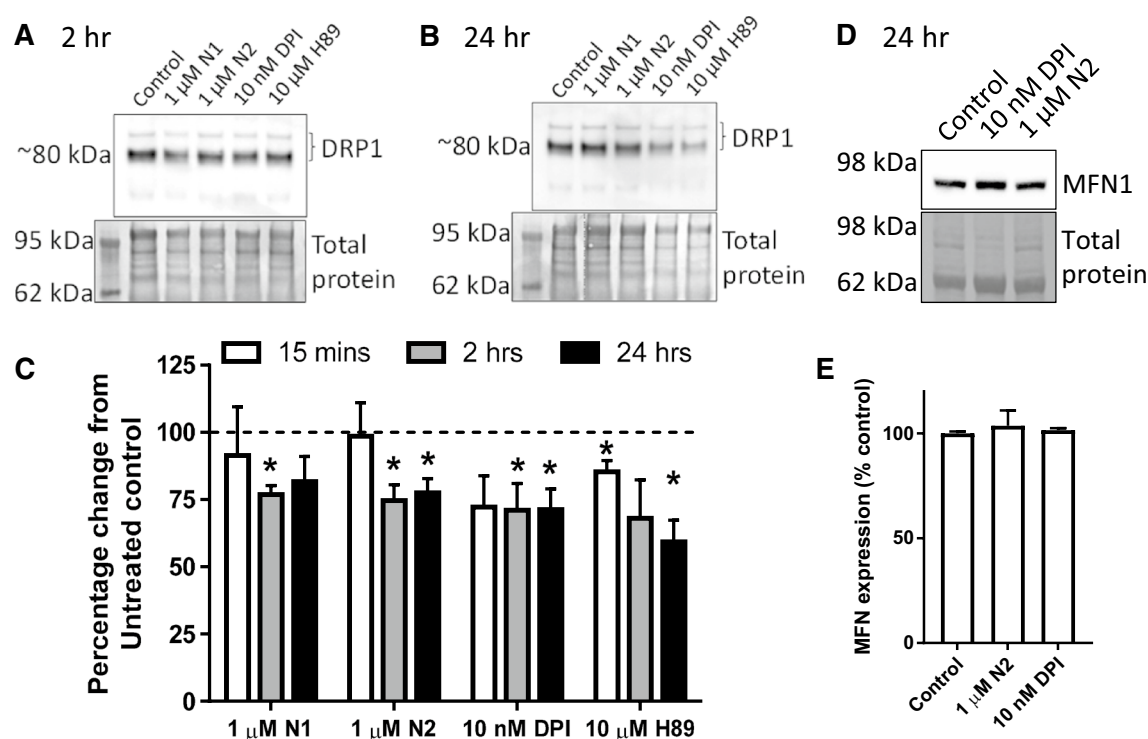 A 2 hr
Control
1 µM N1
1 µM N2
10 nM DPI
10 µM H89
~80 kDa
DRP1
95 kDa
62 kDa
Total
protein
B 24 hr
Control
1 µM N1
1 µM N2
10 nM DPI
10 µM H89
~80 kDa
DRP1
95 kDa
62 kDa
Total
protein
D 24 hr
Control
10 nM DPI
1 µM N2
98 kDa
MFN1
98 kDa
62 kDa
Total
protein
C
15 mins
2 hrs
24 hrs
Percentage change from
Untreated control
125
100
75
50
25
0
*
*
*
*
*
*
*
1 µM N1
1 µM N2
10 nM DPI
10 µM H89
E
MFN expression (% control)
100
50
0
Control
1 µM N2
10 nM DPI